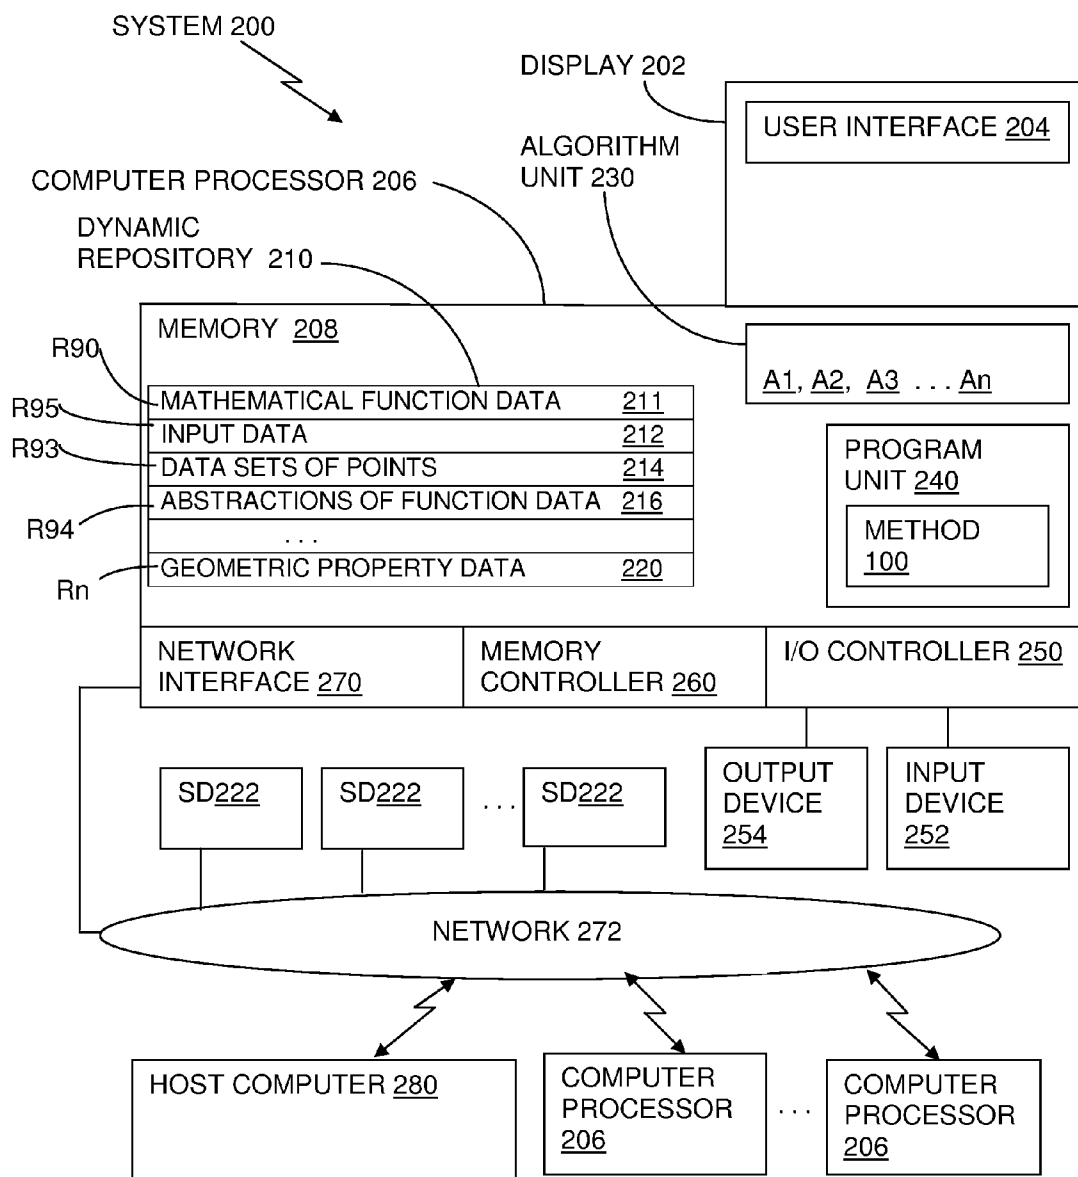 SYSTEM 200
DISPLAY 202
USER INTERFACE 204
ALGORITHM
UNIT 230
COMPUTER PROCESSOR 206
DYNAMIC
REPOSITORY 210
MEMORY 208
A1, A2, A3 . . . An
R90
MATHEMATICAL FUNCTION DATA 211
R95
INPUT DATA 212
R93
DATA SETS OF POINTS 214
R94
ABSTRACTIONS OF FUNCTION DATA 216
. . .
Rn
GEOMETRIC PROPERTY DATA 220
PROGRAM
UNIT 240
METHOD
100
NETWORK
INTERFACE 270
MEMORY
CONTROLLER 260
I/O CONTROLLER 250
SD222
SD222
. . .
SD222
OUTPUT
DEVICE
254
INPUT
DEVICE
252
NETWORK 272
HOST COMPUTER 280
COMPUTER
PROCESSOR
206
. . .
COMPUTER
PROCESSOR
206